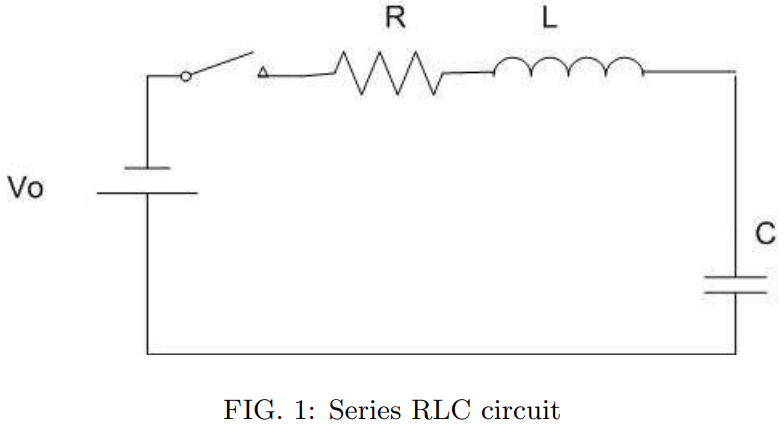 R L
Vo
C
FIG. 1: Series RLC circuit